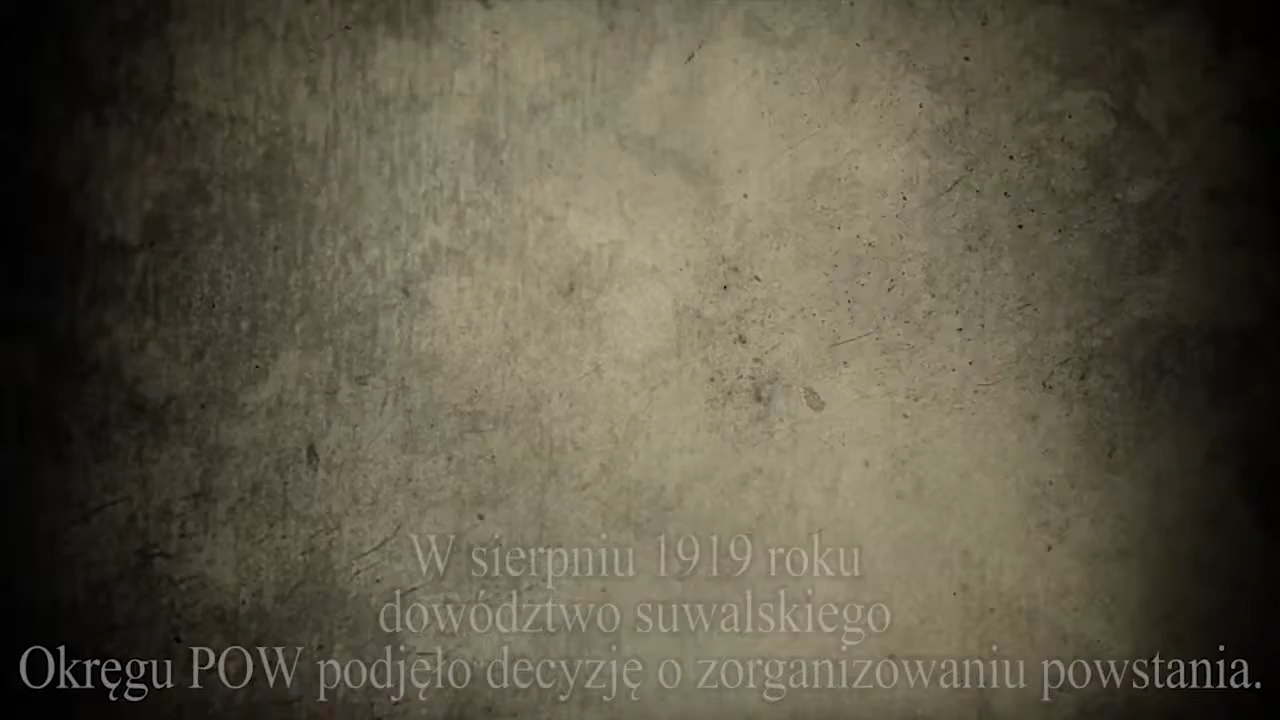 W sierpniu 1919 roku
dowództwo suwalskiego
Okręgu POW podjęło decyzję o zorganizowaniu powstania.